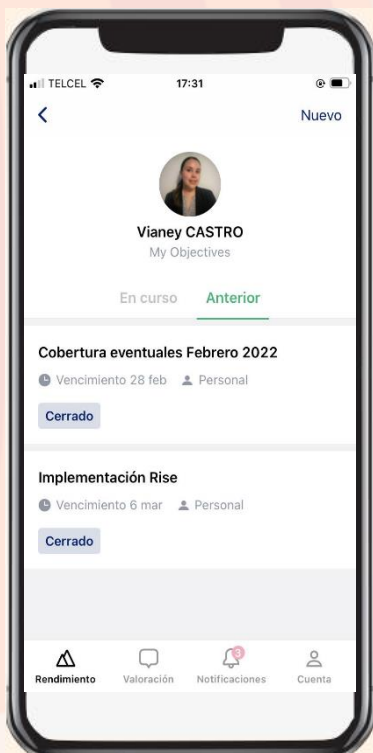 TELCEL 17:31
Nuevo
Vianey CASTRO
My Objectives
En curso Anterior
Cobertura eventuales Febrero 2022
Vencimiento 28 feb Personal
Cerrado
Implementación Rise
Vencimiento 6 mar Personal
Cerrado
3
Rendimiento Valoración Notificaciones Cuenta